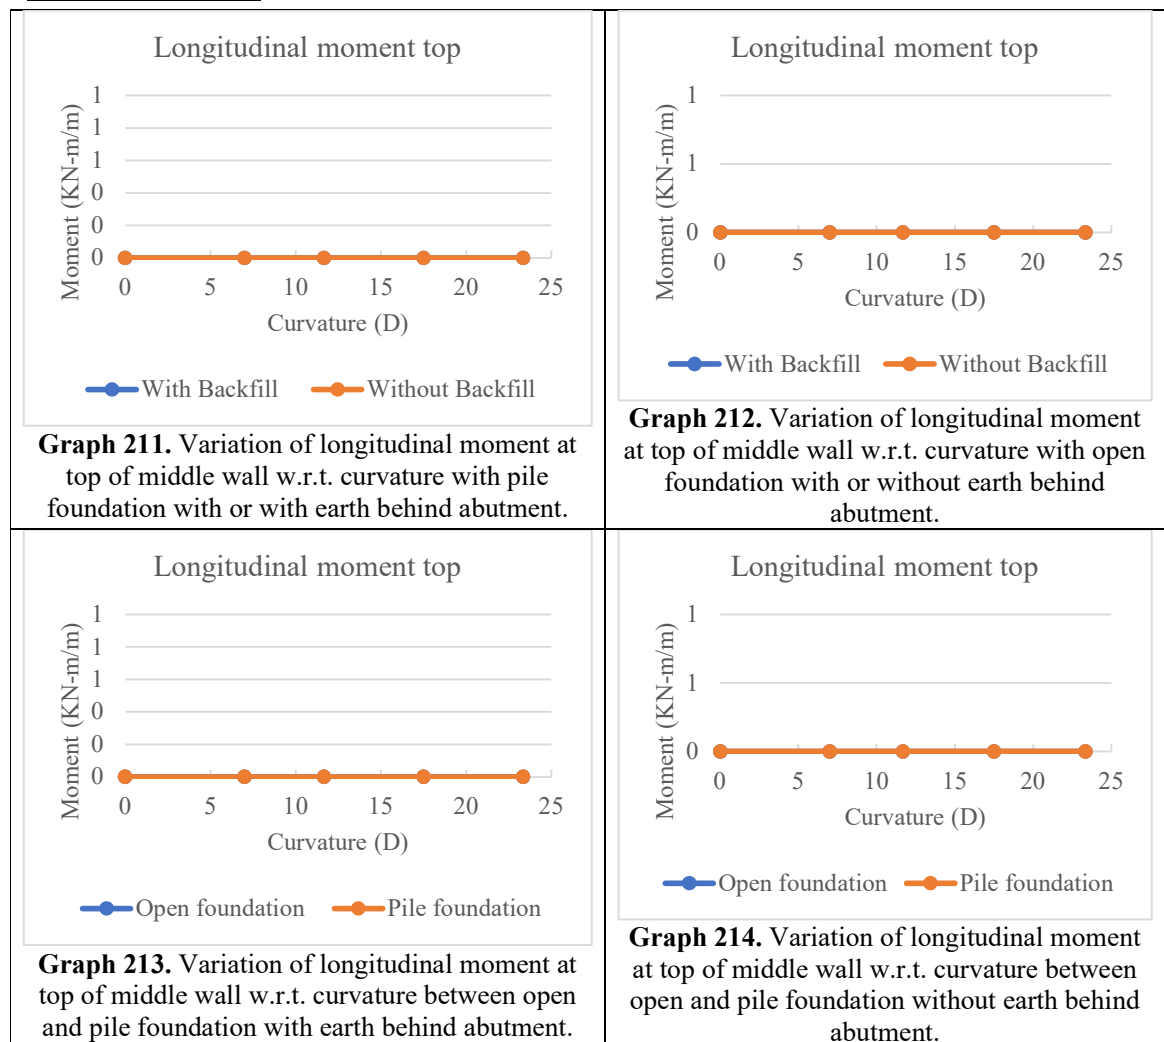 Longitudinal moment top
1
1
1
0
0
0
Moment (KN-m/m)
0 5 10 15 20 25
Curvature (D)
With Backfill Without Backfill
Graph 211. Variation of longitudinal moment at
top of middle wall w.r.t. curvature with pile
foundation with or with earth behind abutment.
Longitudinal moment top
1
1
0
Moment (KN-m/m)
0 5 10 15 20 25
Curvature (D)
With Backfill Without Backfill
Graph 212. Variation of longitudinal moment
at top of middle wall w.r.t. curvature with open
foundation with or without earth behind
abutment.
Longitudinal moment top
1
1
1
0
0
0
Moment (KN-m/m)
0 5 10 15 20 25
Curvature (D)
Open foundation Pile foundation
Graph 213. Variation of longitudinal moment at
top of middle wall w.r.t. curvature between open
and pile foundation with earth behind abutment.
Longitudinal moment top
1
1
0
Moment (KN-m/m)
0 5 10 15 20 25
Curvature (D)
Open foundation Pile foundation
Graph 214. Variation of longitudinal moment
at top of middle wall w.r.t. curvature between
open and pile foundation without earth behind
abutment.